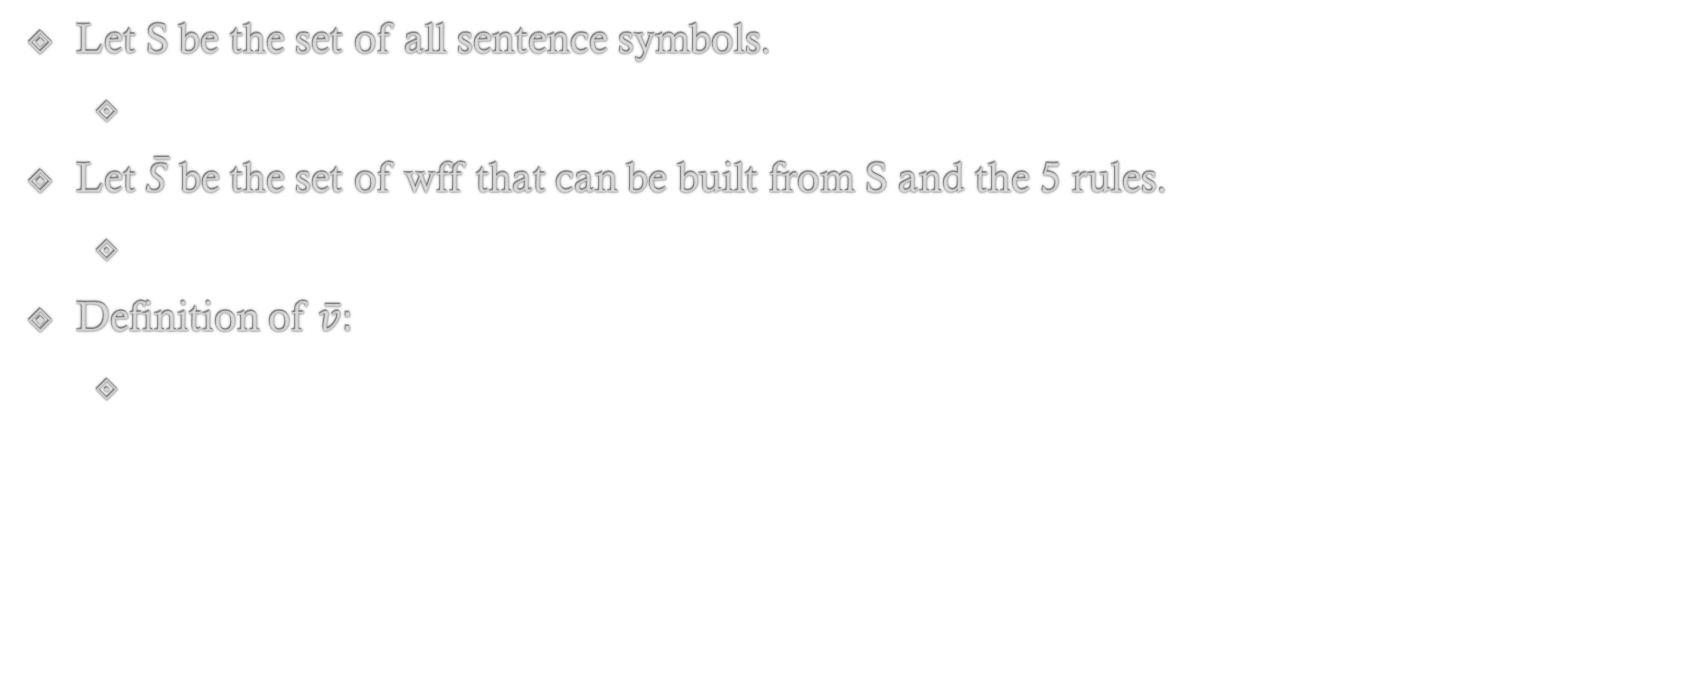 Let S be the set of all sentence symbols.
Let S̄ be the set of wff that can be built from S and the 5 rules.
Definition of v̄: